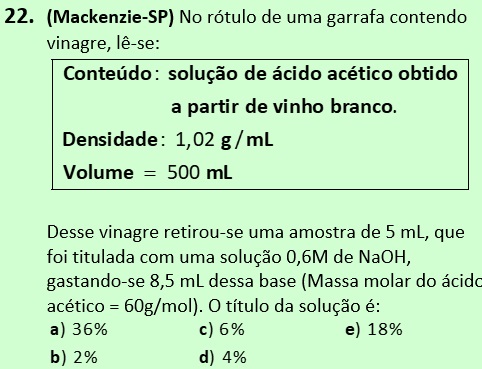 22. (Mackenzie-SP) No rótulo de uma garrafa contendo
vinagre, lê-se:
Conteúdo: solução de ácido acético obtido
a partir de vinho branco.
Densidade: 1,02 g/mL
Volume = 500 mL
Desse vinagre retirou-se uma amostra de 5 mL, que
foi titulada com uma solução 0,6M de NaOH,
gastando-se 8,5 mL dessa base (Massa molar do ácido
acético = 60g/mol). O título da solução é:
a) 36% c) 6% e) 18%
b) 2% d) 4%